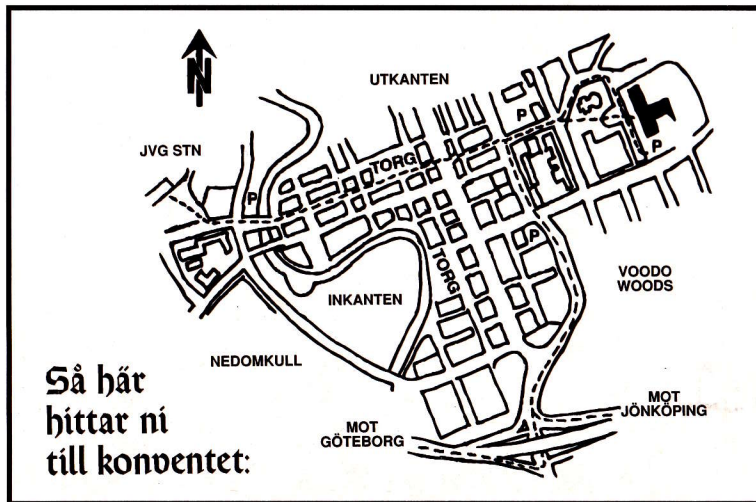 N
UTKANTEN
JVG STN
TORG
P
P
P
P
TORG
INKANTEN
VOODO
WOODS
NEDOMKULL
Så här
hittar ni
till konventet:
MOT
GÖTEBORG
MOT
JÖNKÖPING